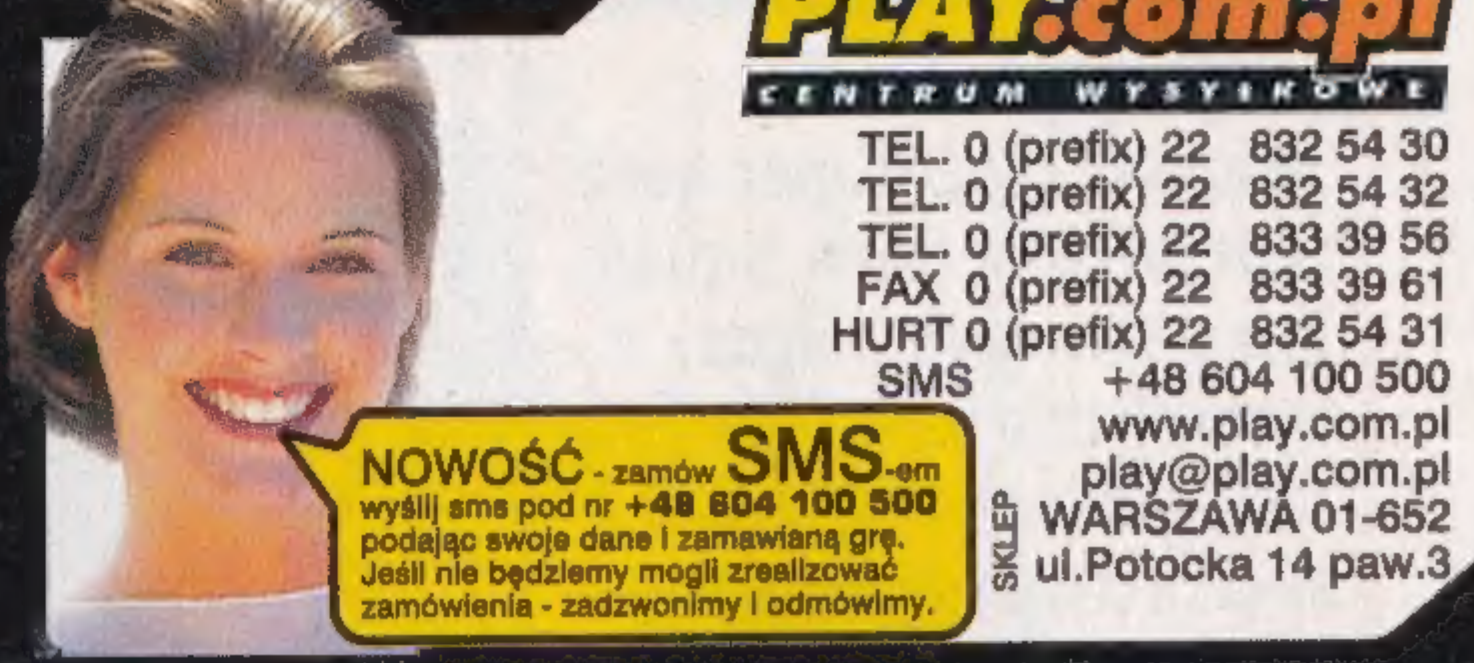 PLAY.com.pl
CENTRUM WYSYŁKOWE
TEL. 0 (prefix) 22 832 54 30
TEL. 0 (prefix) 22 832 54 32
TEL. 0 (prefix) 22 833 39 56
FAX 0 (prefix) 22 833 39 61
HURT 0 (prefix) 22 832 54 31
SMS +48 604 100 500
www.play.com.pl
play@play.com.pl
SKLEP
WARSZAWA 01-652
ul.Potocka 14 paw.3
NOWOŚĆ - zamów SMS-em
wyślij sms pod nr +48 604 100 500
podając swoje dane i zamawianą grę.
Jeśli nie będziemy mogli zrealizować
zamówienia - zadzwonimy i odmówimy.